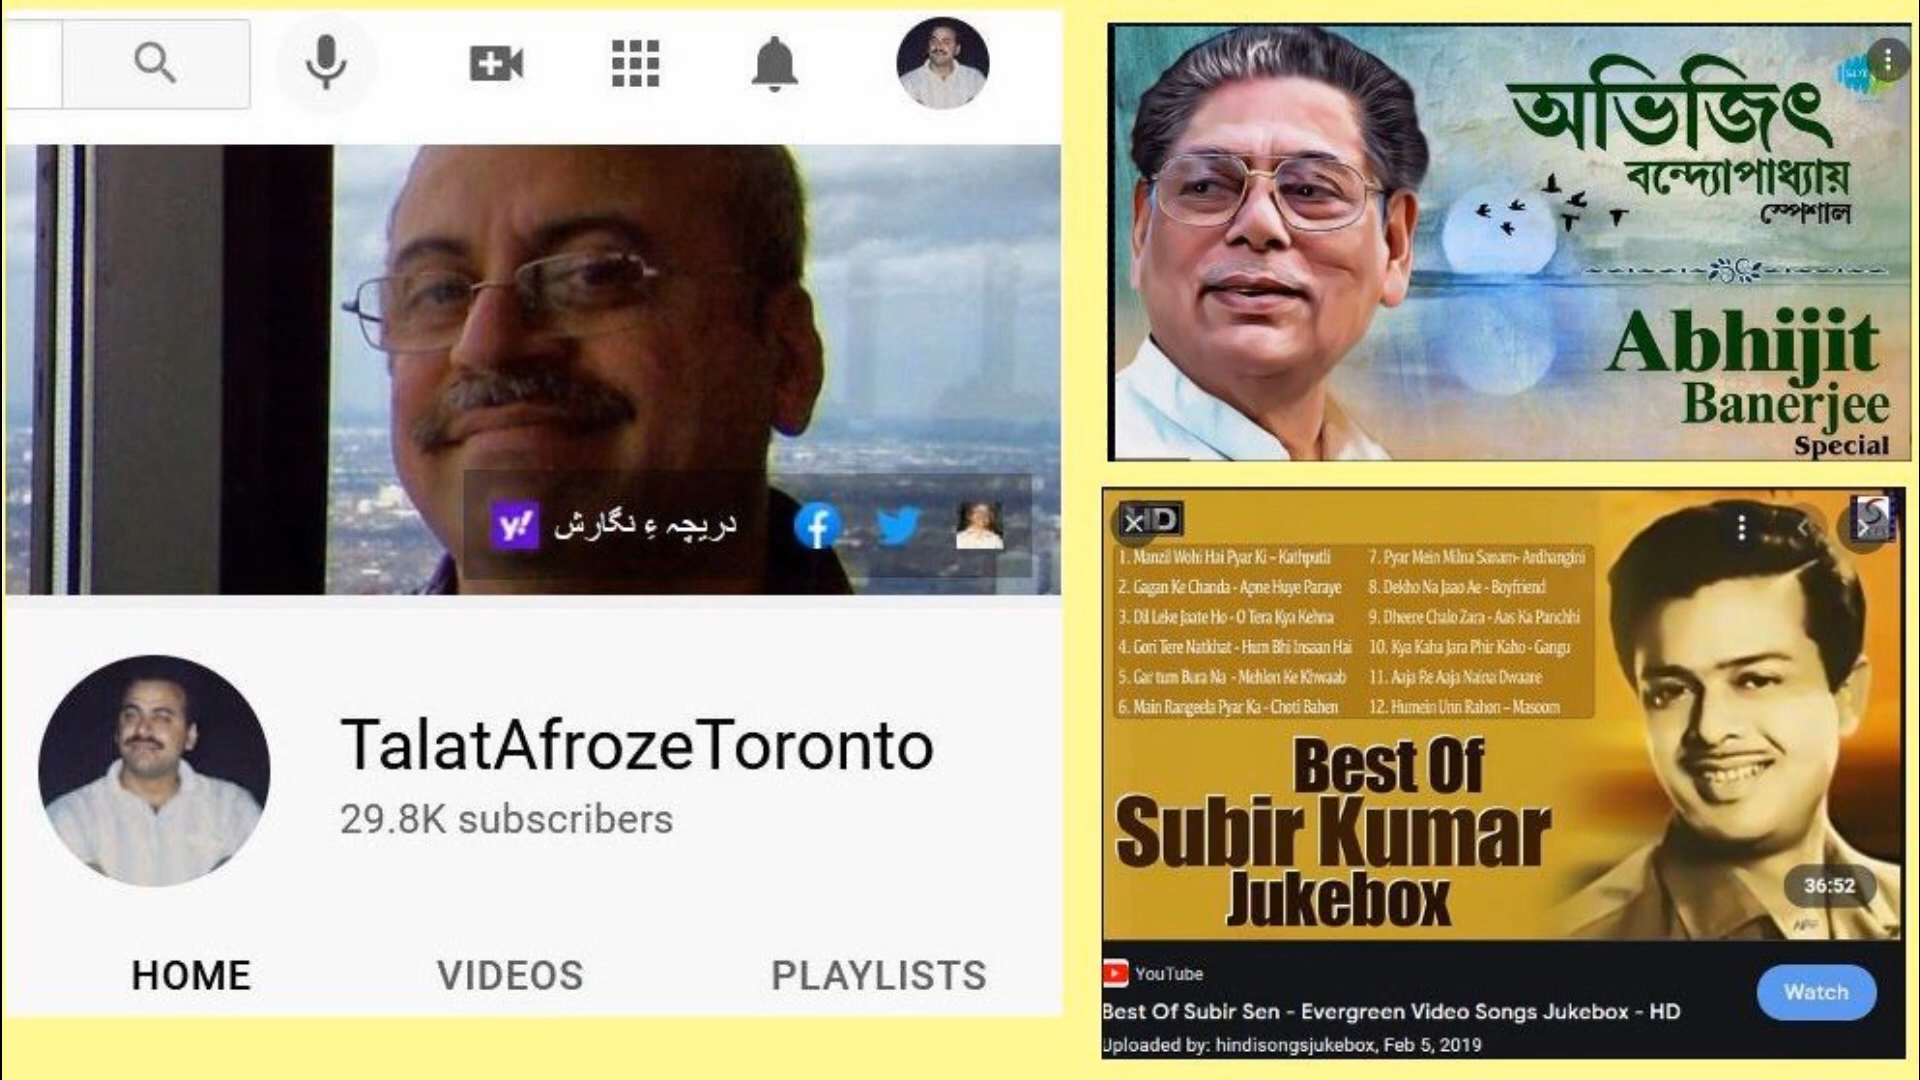 y! دریچہ ءِ نگارش
TalatAfrozeToronto
29.8K subscribers
HOME VIDEOS PLAYLISTS
অভিজিৎ
বন্দ্যোপাধ্যায়
স্পেশাল
Abhijit
Banerjee
Special
HD
1. Manzil Wohi Hai Pyar Ki - Kathputli
2. Gagan Ke Chanda - Apne Huye Paraye
3. Dil Leke Jaate Ho - O Tera Kya Kehna
4. Gori Tere Natkhat - Hum Bhi Insaan Hai
5. Gar tum Bura Na - Mehlon Ke Khwaab
6. Main Rangeela Pyar Ka - Choti Bahen
7. Pyar Mein Milna Sanam- Ardhangini
8. Dekho Na Jaao Ae - Boyfriend
9. Dheere Chalo Zara - Aas Ka Panchhi
10. Kya Kaha Jara Phir Kaho - Gangu
11. Aaja Re Aaja Naina Dwaare
12. Humein Unn Rahon - Masoom
Best Of
Subir Kumar
Jukebox
36:52
YouTube
Best Of Subir Sen - Evergreen Video Songs Jukebox - HD
Uploaded by: hindisongsjukebox, Feb 5, 2019
Watch